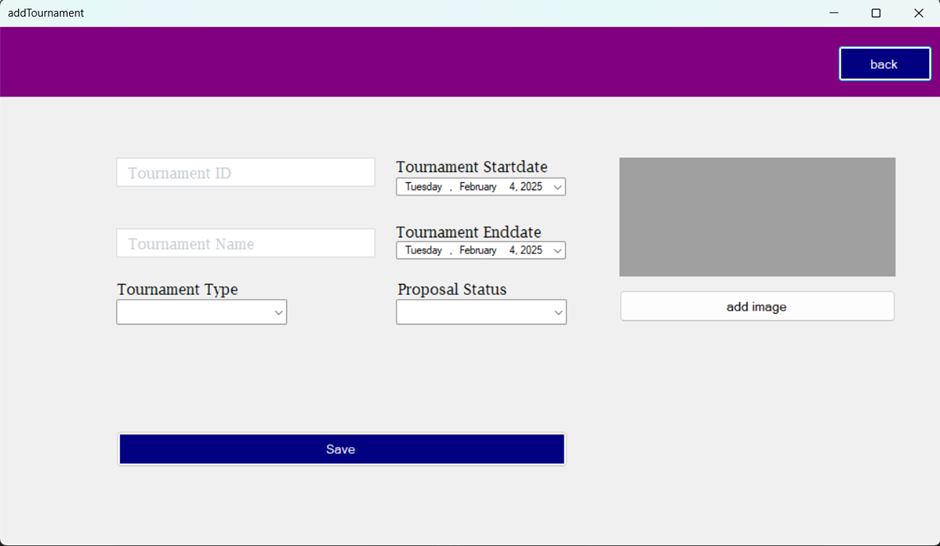 addTournament
back
Tournament ID
Tournament Startdate
Tuesday , February 4, 2025
Tournament Name
Tournament Enddate
Tuesday , February 4, 2025
Tournament Type
Proposal Status
add image
Save